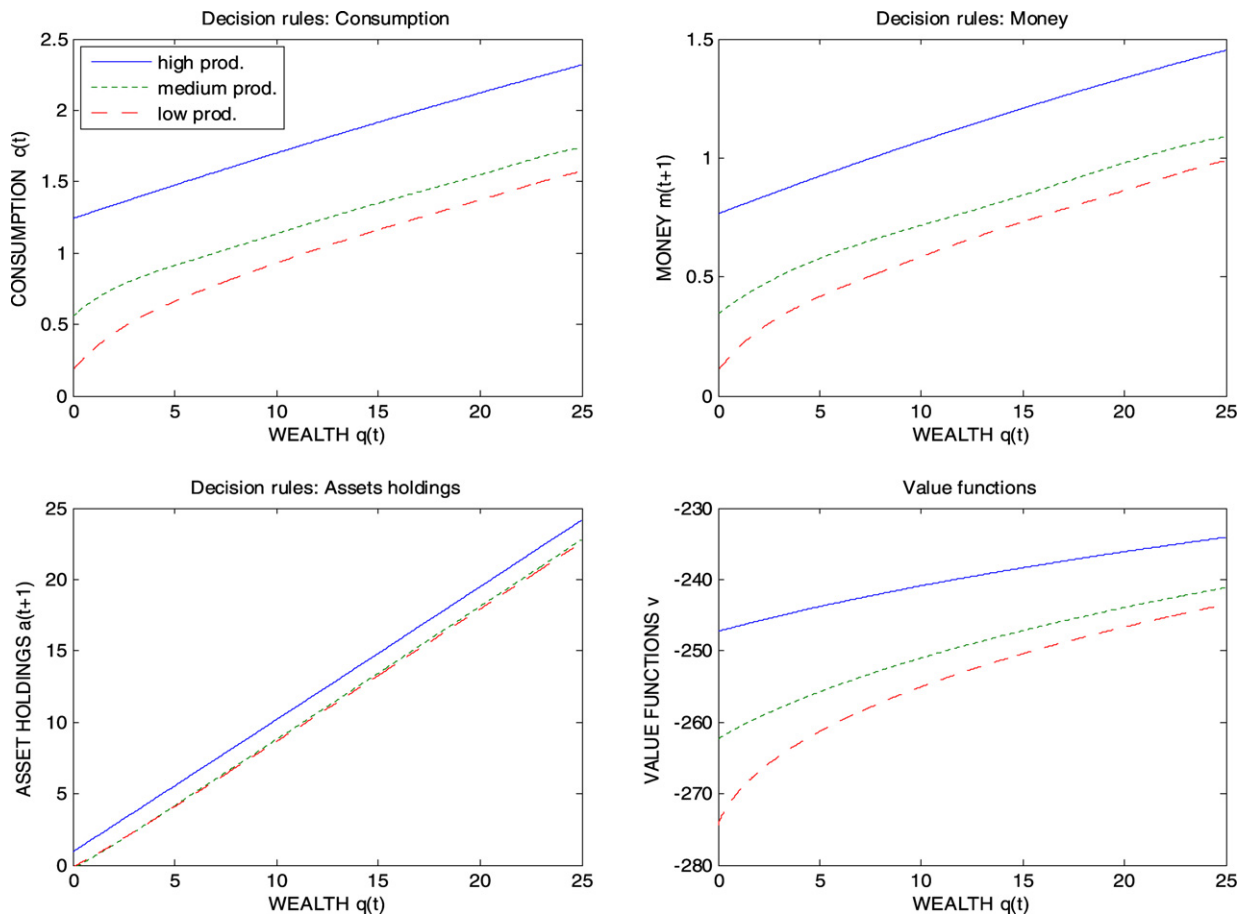 Decision rules: Consumption
2.5
2
1.5
1
0.5
0
CONSUMPTION c(t)
high prod.
medium prod.
low prod.
0 5 10 15 20 25
WEALTH q(t)
Decision rules: Money
1.5
1
0.5
0
MONEY m(t+1)
0 5 10 15 20 25
WEALTH q(t)
Decision rules: Assets holdings
25
20
15
10
5
0
ASSET HOLDINGS a(t+1)
0 5 10 15 20 25
WEALTH q(t)
Value functions
-230
-240
-250
-260
-270
-280
VALUE FUNCTIONS v
0 5 10 15 20 25
WEALTH q(t)